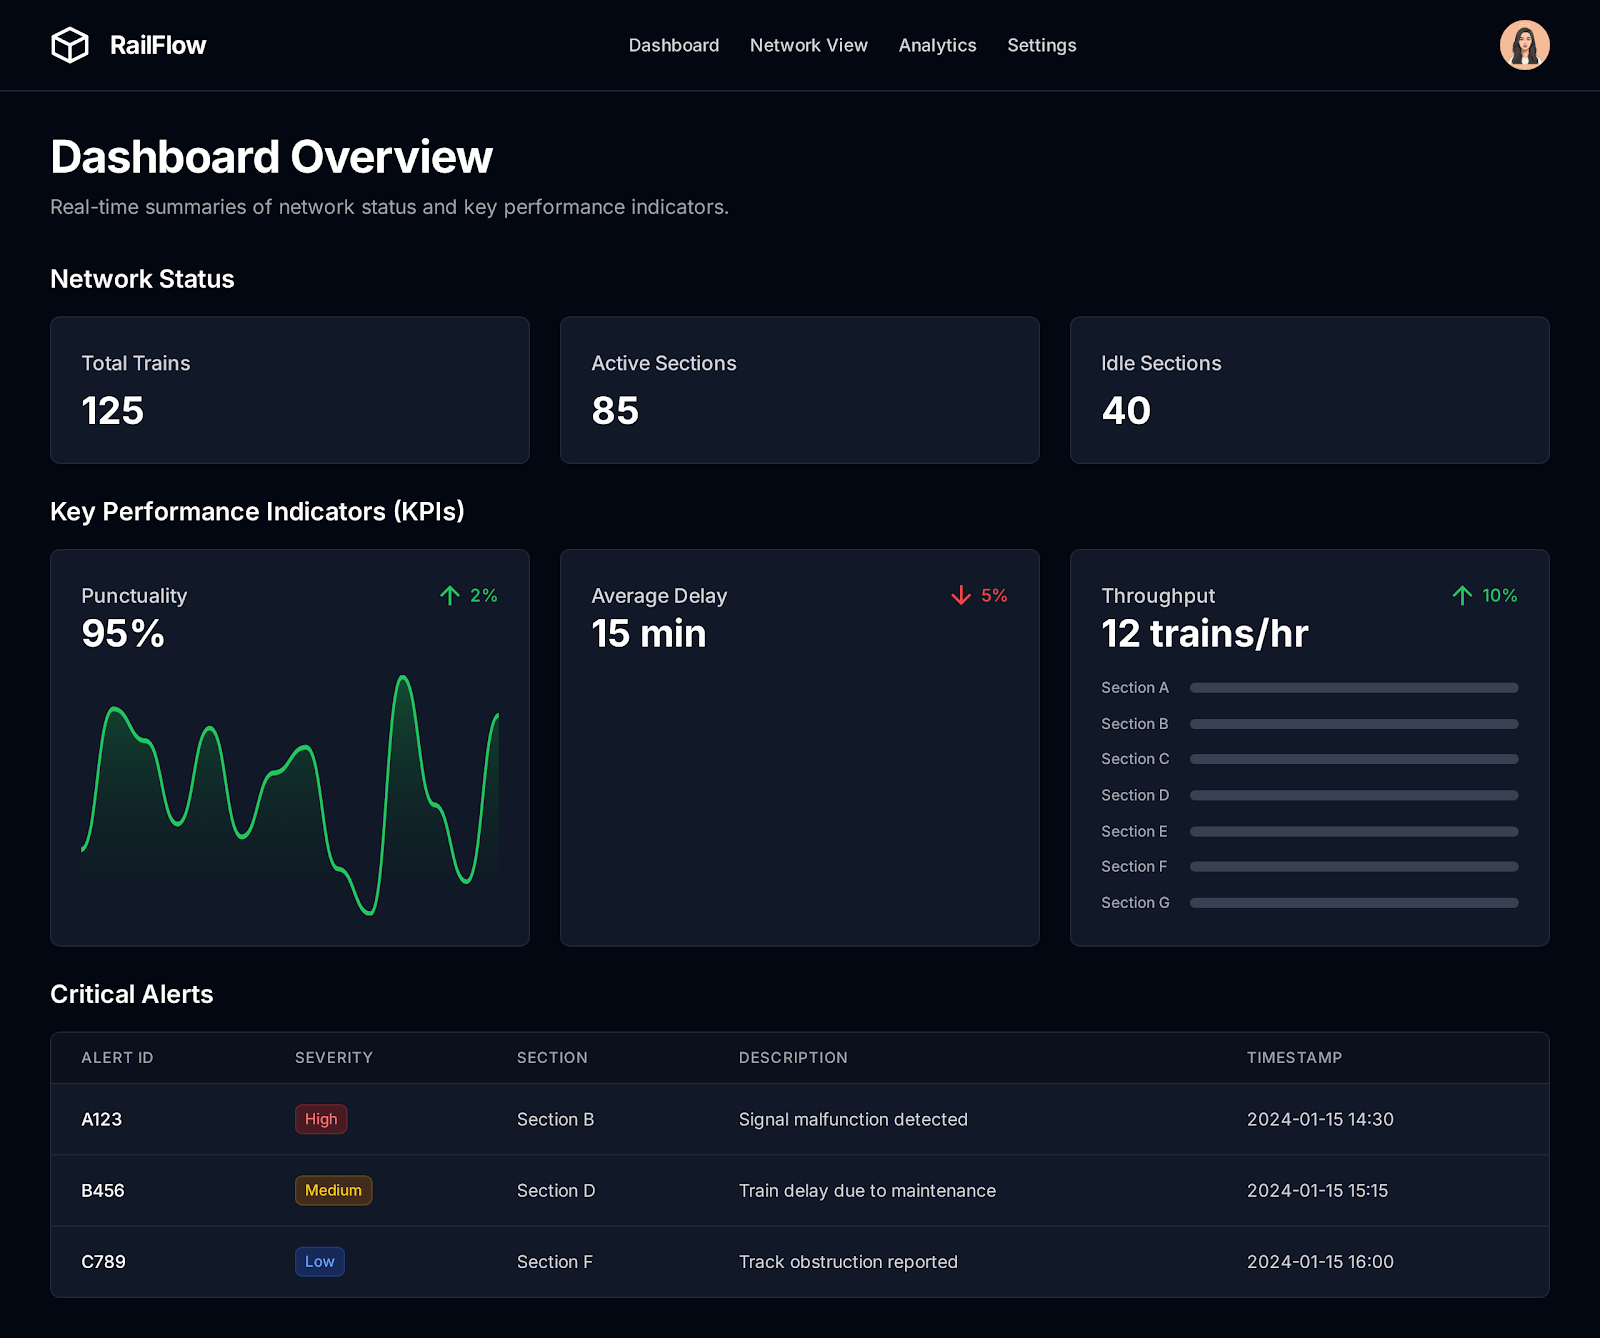 RailFlow
Dashboard Network View Analytics Settings
Dashboard Overview
Real-time summaries of network status and key performance indicators.
Network Status
Total Trains
125
Active Sections
85
Idle Sections
40
Key Performance Indicators (KPIs)
Punctuality 2%
95%
Average Delay 5%
15 min
Throughput 10%
12 trains/hr
Section A
Section B
Section C
Section D
Section E
Section F
Section G
Critical Alerts
ALERT ID SEVERITY SECTION DESCRIPTION TIMESTAMP
A123 High Section B Signal malfunction detected 2024-01-15 14:30
B456 Medium Section D Train delay due to maintenance 2024-01-15 15:15
C789 Low Section F Track obstruction reported 2024-01-15 16:00